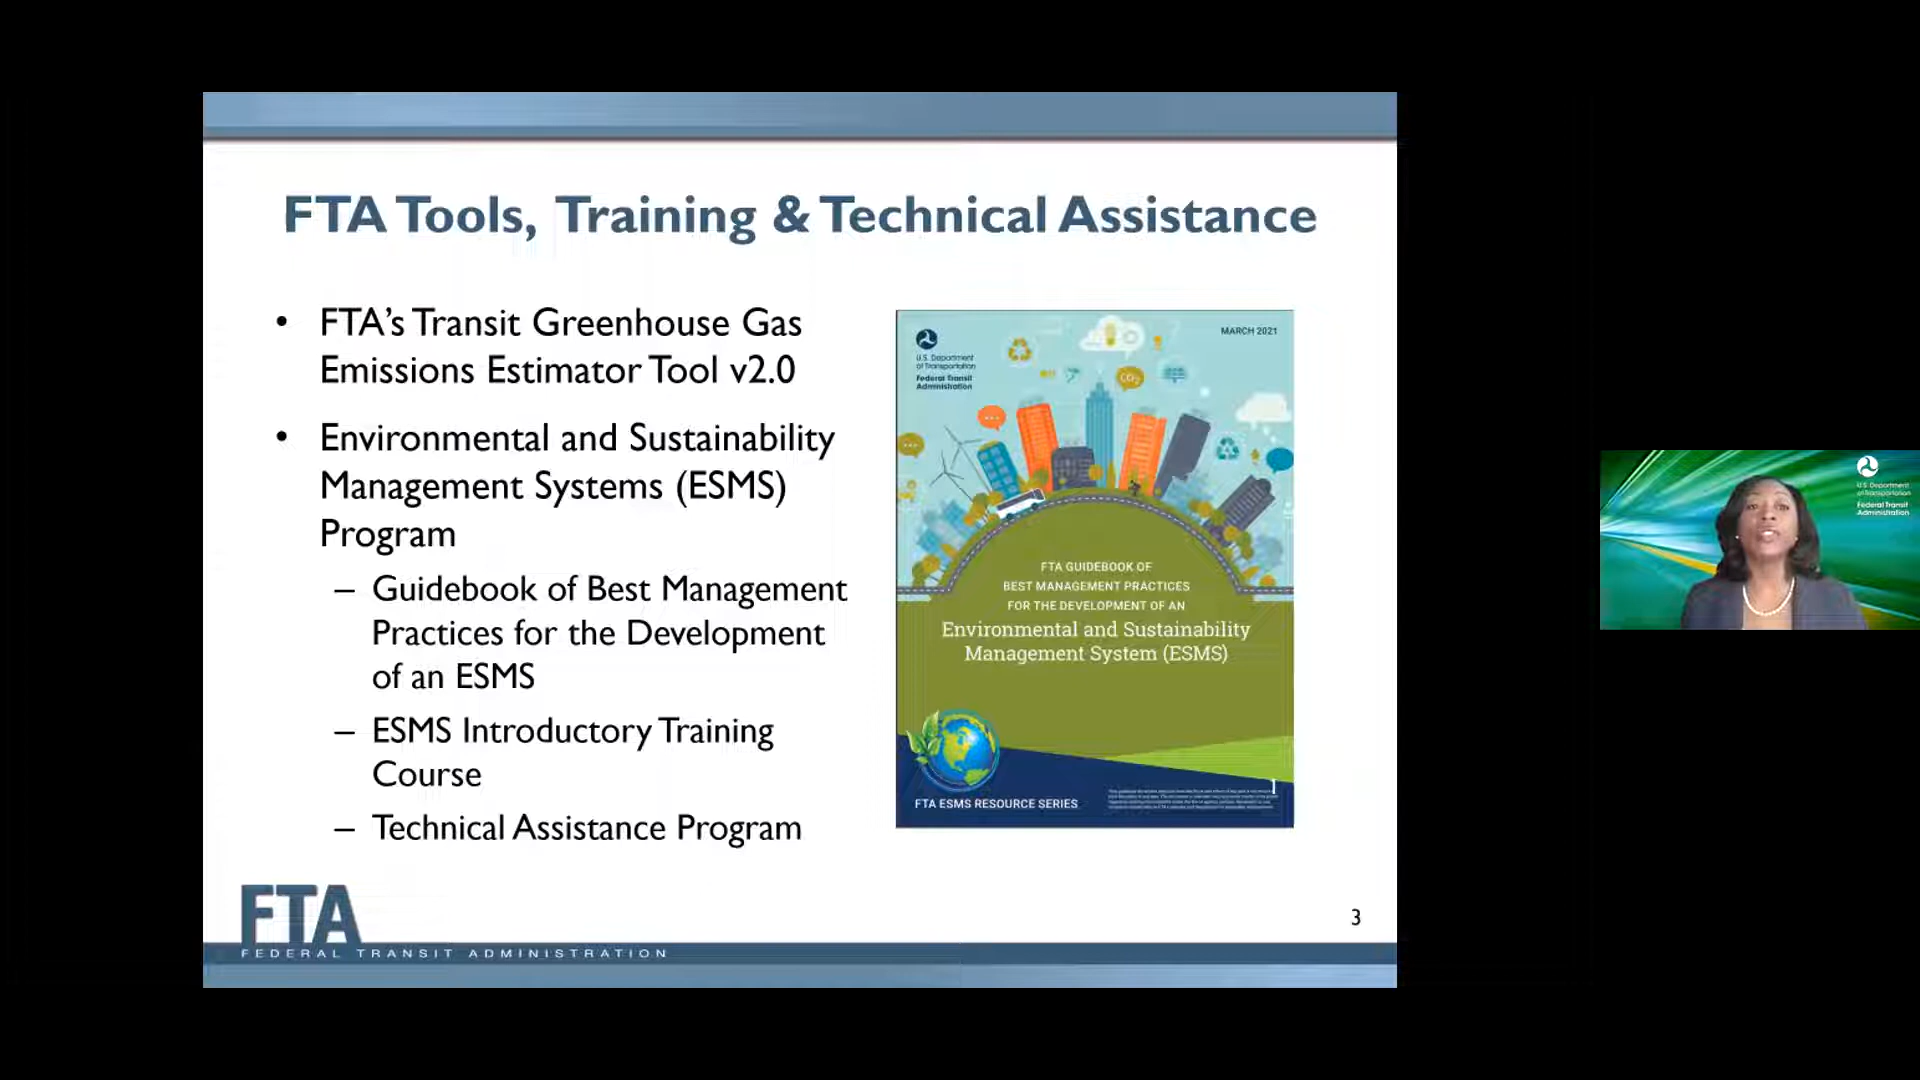 FTA Tools, Training & Technical Assistance
• FTA's Transit Greenhouse Gas
Emissions Estimator Tool v2.0
• Environmental and Sustainability
Management Systems (ESMS)
Program
– Guidebook of Best Management
Practices for the Development
of an ESMS
– ESMS Introductory Training
Course
– Technical Assistance Program
MARCH 2021
U.S. Department
of Transportation
Federal Transit
Administration
CO2
FTA GUIDEBOOK OF
BEST MANAGEMENT PRACTICES
FOR THE DEVELOPMENT OF AN
Environmental and Sustainability
Management System (ESMS)
FTA ESMS RESOURCE SERIES
FTA
FEDERAL TRANSIT ADMINISTRATION
3
U.S. Department
of Transportation
Federal Transit
Administration